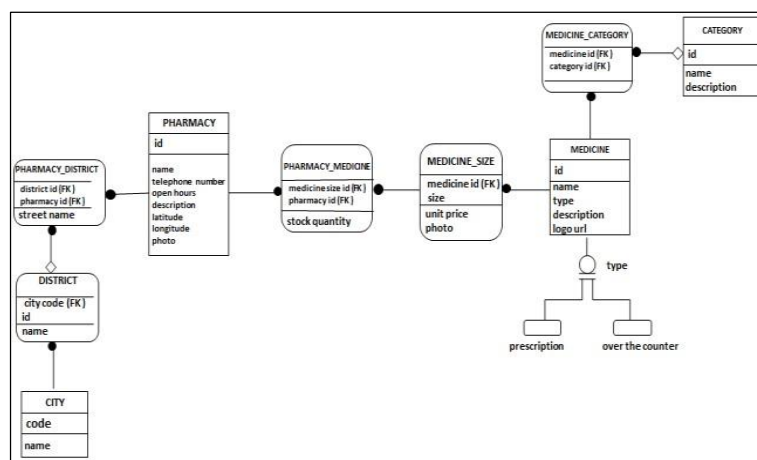 MEDICINE_CATEGORY
medicine id (FK)
category id (FK)
CATEGORY
id
name
description
PHARMACY
id
name
telephone number
open hours
description
latitude
longitude
photo
PHARMACY_DISTRICT
district id (FK)
pharmacy id (FK)
street name
PHARMACY_MEDICINE
medicine size id (FK)
pharmacy id (FK)
stock quantity
MEDICINE_SIZE
medicine id (FK)
size
unit price
photo
MEDICINE
id
name
type
description
logo url
type
prescription
over the counter
DISTRICT
city code (FK)
id
name
CITY
code
name